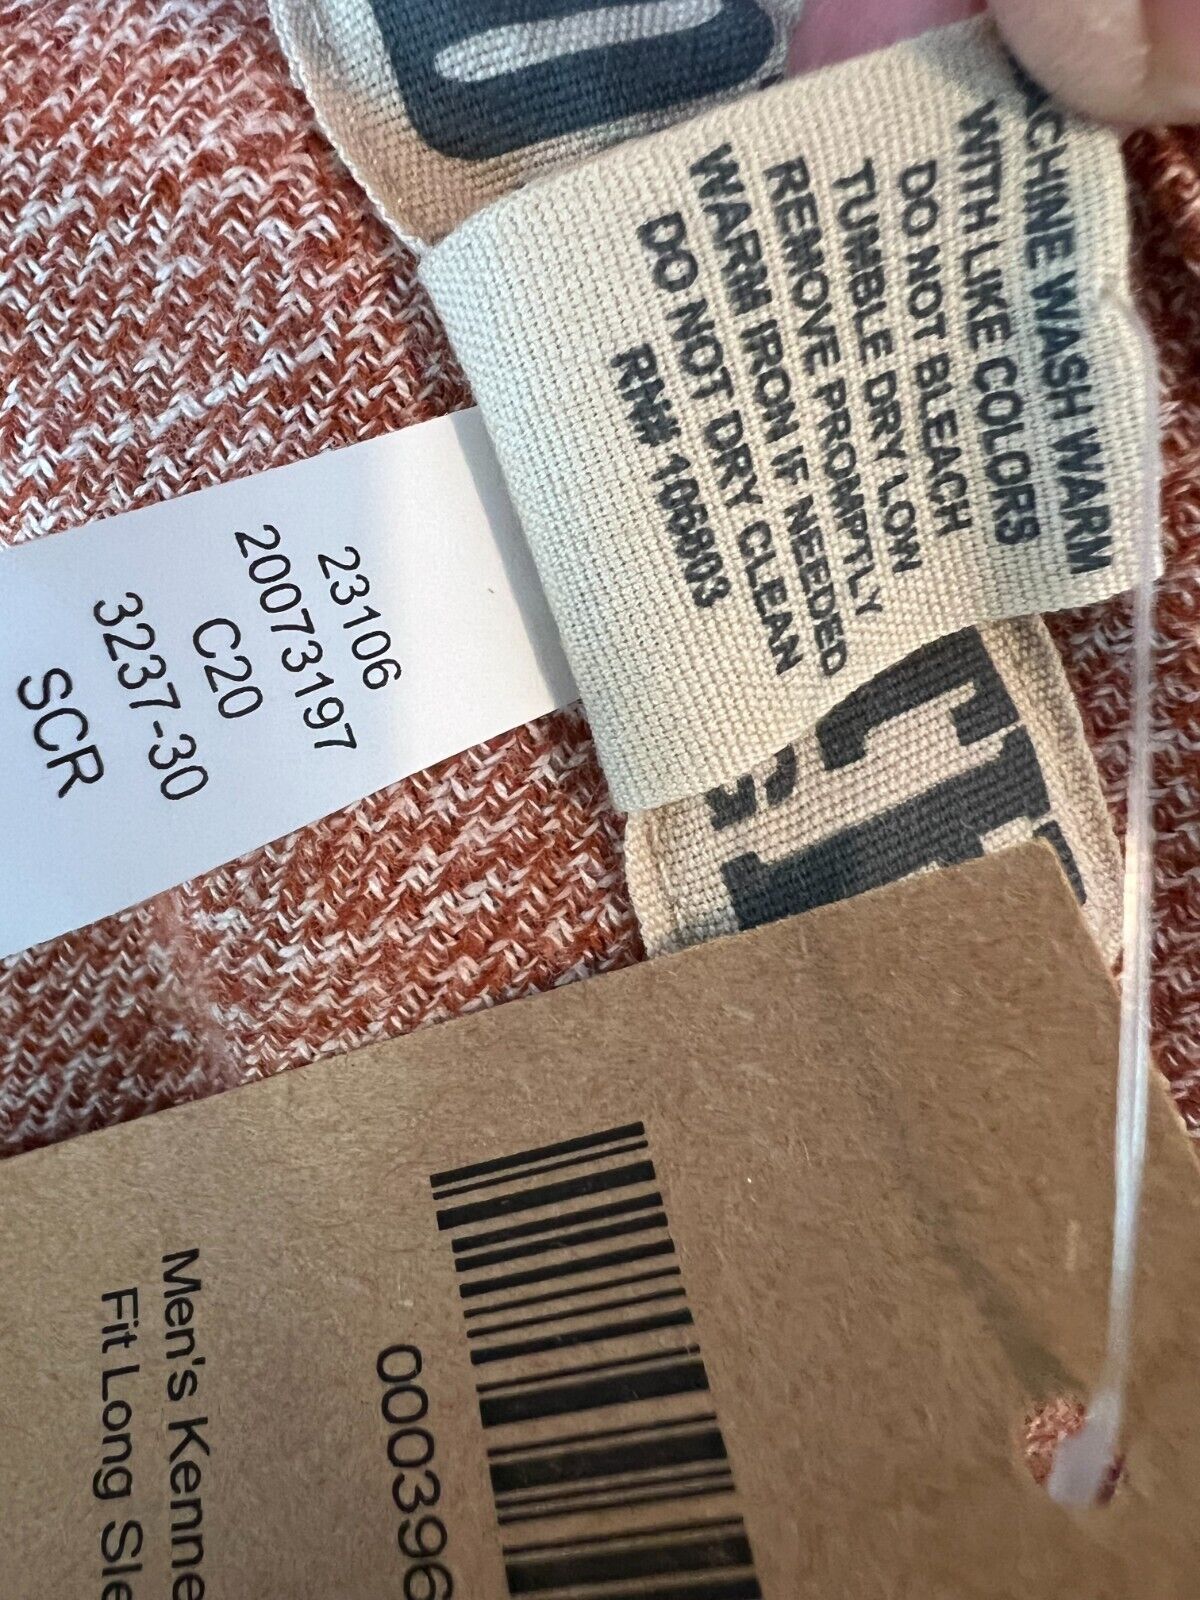 CHINE WASH WARM
WITH LIKE COLORS
DO NOT BLEACH
TUMBLE DRY LOW
REMOVE PROMPTLY
WARM IRON IF NEEDED
DO NOT DRY CLEAN
RN# 106803
23106
20073197
C20
3237-30
SCR
000396
Men's Kenne
Fit Long Sle